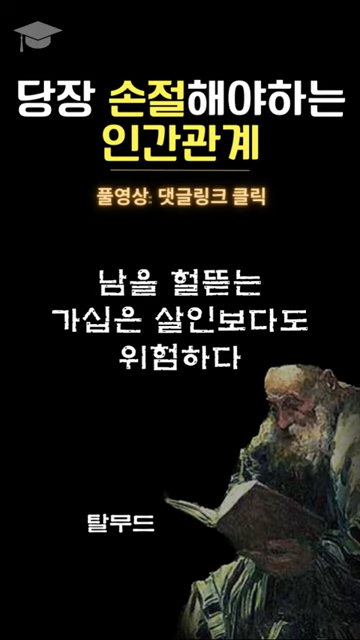 당장 손절해야하는
인간관계
풀영상: 댓글링크 클릭
남을 헐뜯는
가십은 살인보다도
위험하다
탈무드